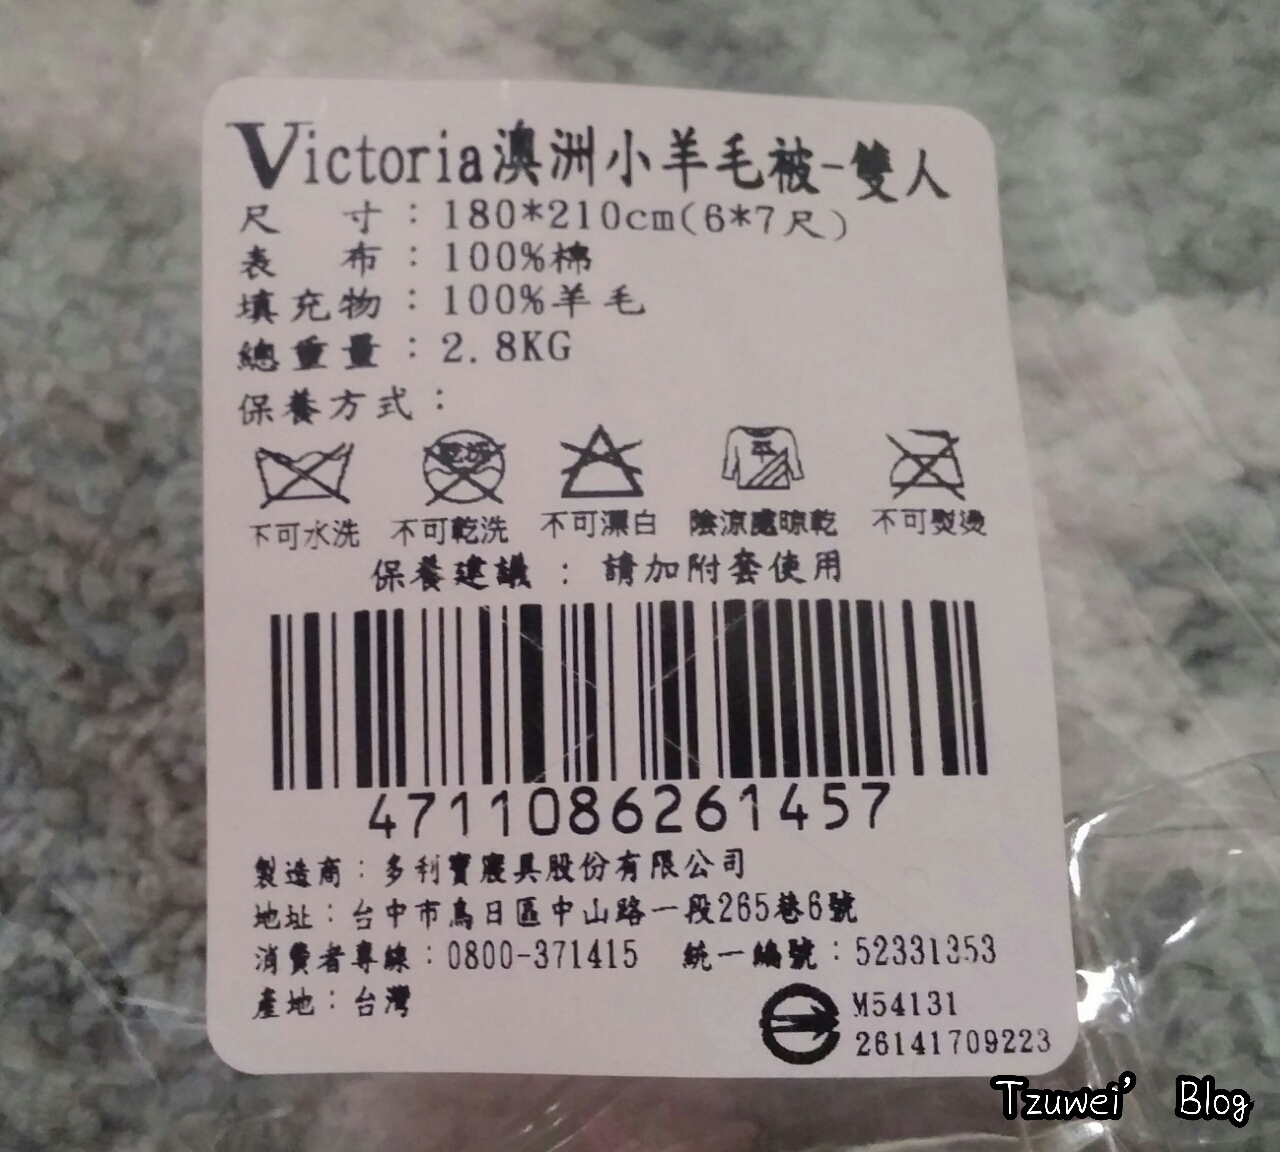 Victoria澳洲小羊毛被-雙人
尺 寸：180*210cm(6*7尺)
表 布：100%棉
填充物：100%羊毛
總重量：2.8KG
保養方式：
乾洗 平
不可水洗 不可乾洗 不可漂白 陰涼處晾乾 不可熨燙
保養建議 ： 請加附套使用
4711086261457
製造商：多利寶寢具股份有限公司
地址：台中市烏日區中山路一段265巷6號
消費者專線：0800-371415 統一編號：52331353
產地：台灣
M54131
26141709223
Tzuwei’ Blog